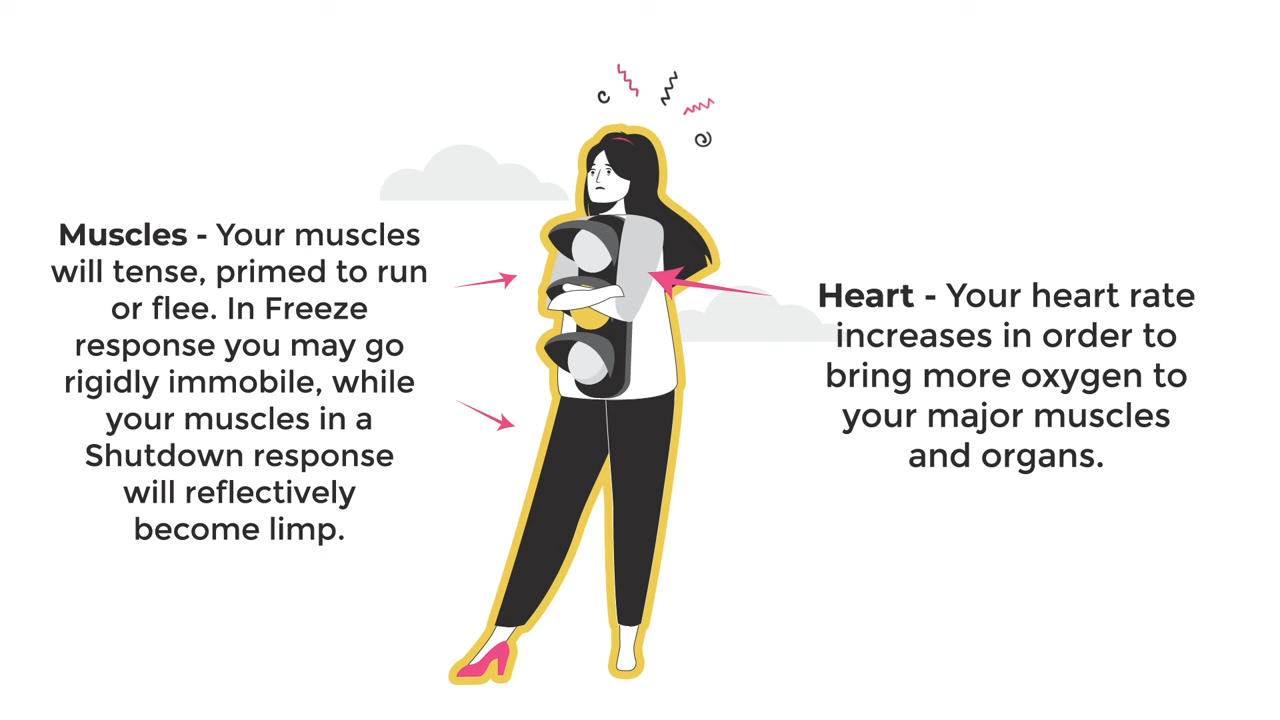 Muscles - Your muscles
will tense, primed to run
or flee. In Freeze
response you may go
rigidly immobile, while
your muscles in a
Shutdown response
will reflectively
become limp.
Heart - Your heart rate
increases in order to
bring more oxygen to
your major muscles
and organs.